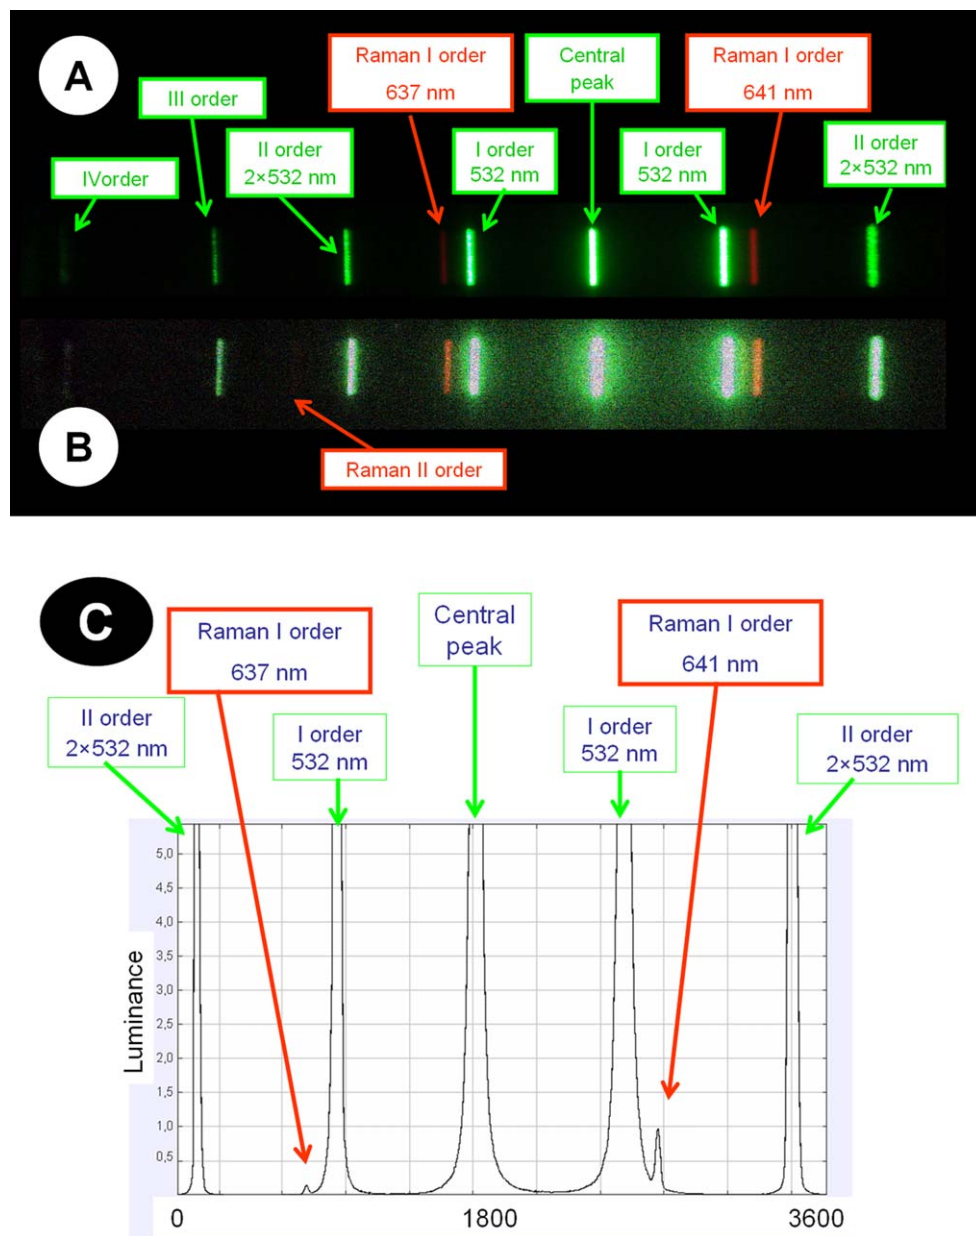 A
Raman I order
637 nm
Central
peak
Raman I order
641 nm
III order
II order
2×532 nm
I order
532 nm
I order
532 nm
II order
2×532 nm
IVorder
B
Raman II order
C
Raman I order
637 nm
Central
peak
Raman I order
641 nm
II order
2×532 nm
I order
532 nm
I order
532 nm
II order
2×532 nm
Luminance
5,0
4,5
4,0
3,5
3,0
2,5
2,0
1,5
1,0
0,5
0
1800
3600